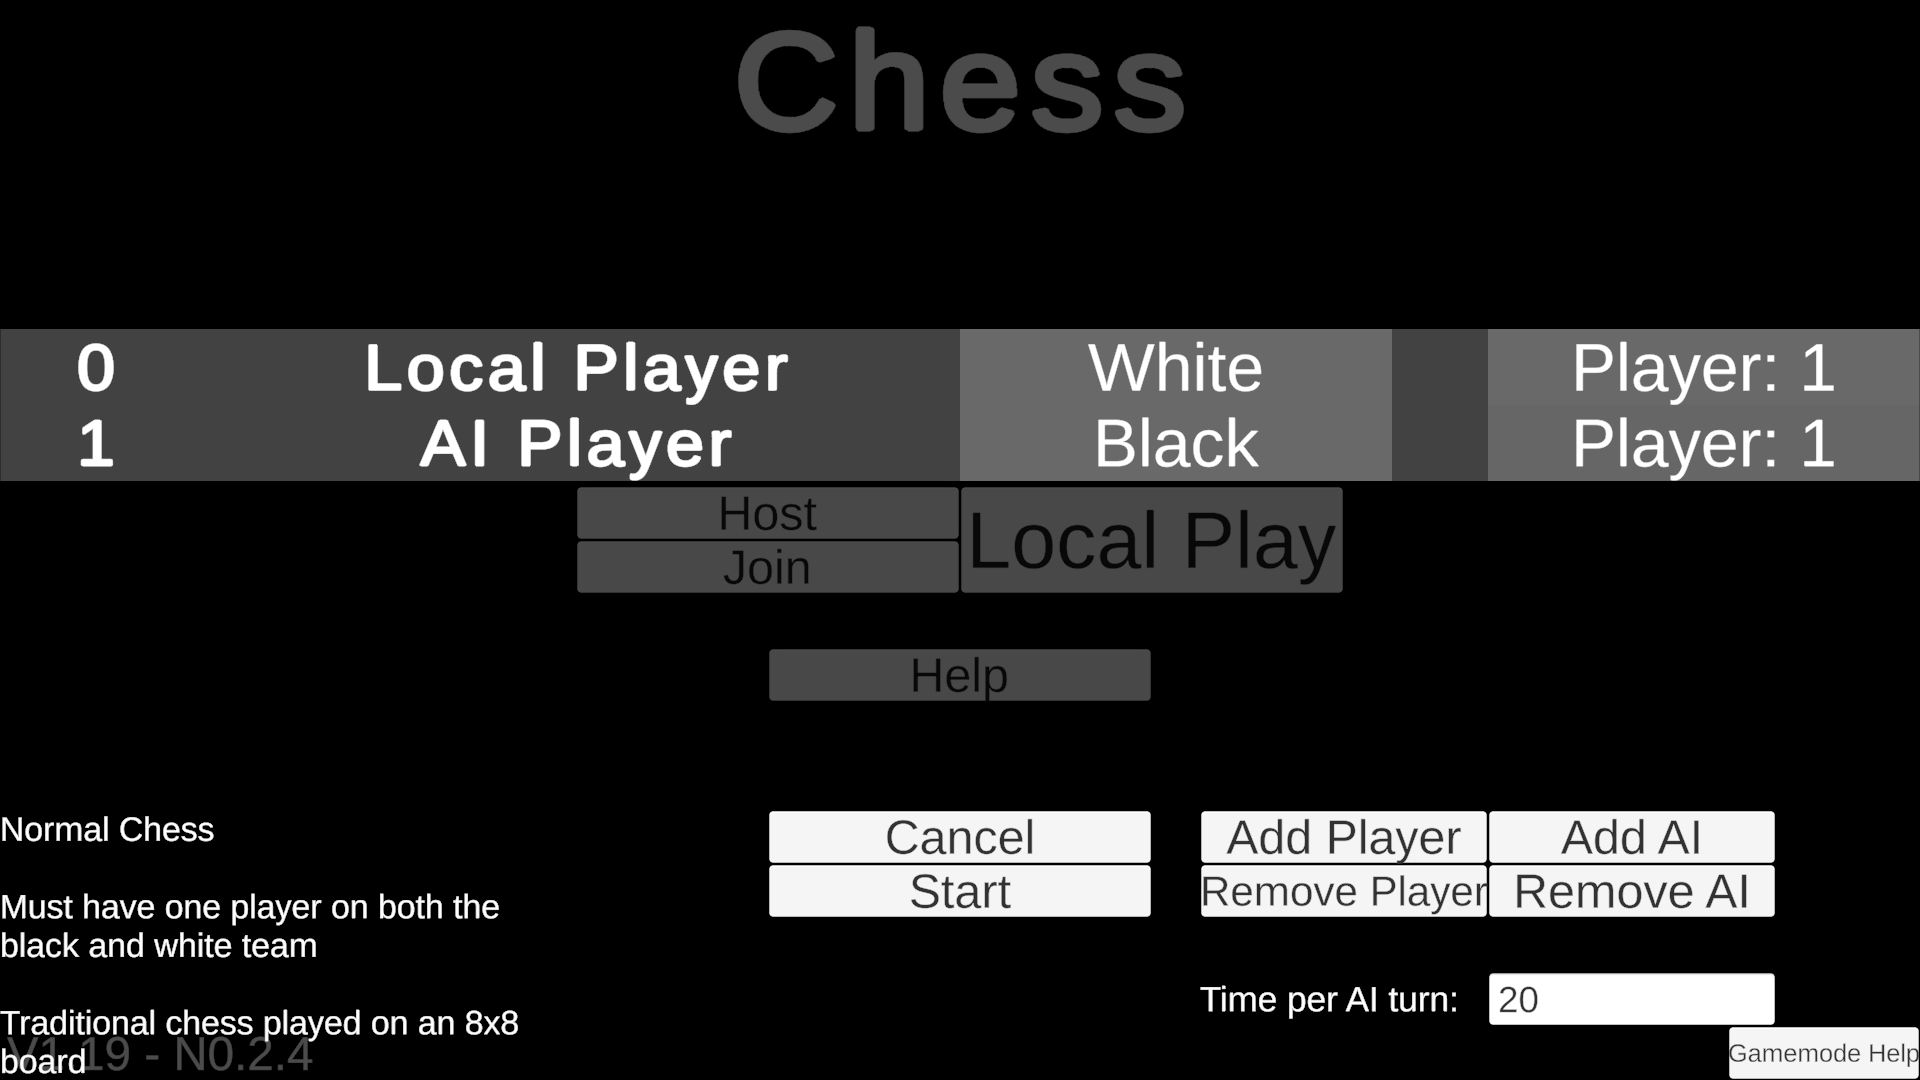 Chess
0 Local Player White Player: 1
1 AI Player Black Player: 1
Host
Join
Local Play
Help
Normal Chess
Must have one player on both the
black and white team
Traditional chess played on an 8x8
board
V1.19 - N0.2.4
Cancel
Start
Add Player
Add AI
Remove Player
Remove AI
Time per AI turn: 20
Gamemode Help